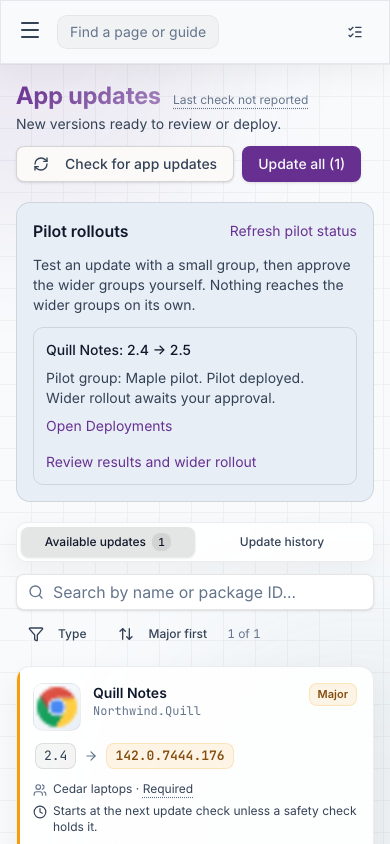 Find a page or guide
App updates Last check not reported
New versions ready to review or deploy.
Check for app updates Update all (1)
Pilot rollouts Refresh pilot status
Test an update with a small group, then approve
the wider groups yourself. Nothing reaches the
wider groups on its own.
Quill Notes: 2.4 → 2.5
Pilot group: Maple pilot. Pilot deployed.
Wider rollout awaits your approval.
Open Deployments
Review results and wider rollout
Available updates 1 Update history
Search by name or package ID...
Type Major first 1 of 1
Quill Notes Major
Northwind.Quill
2.4 → 142.0.7444.176
Cedar laptops · Required
Starts at the next update check unless a safety check
holds it.